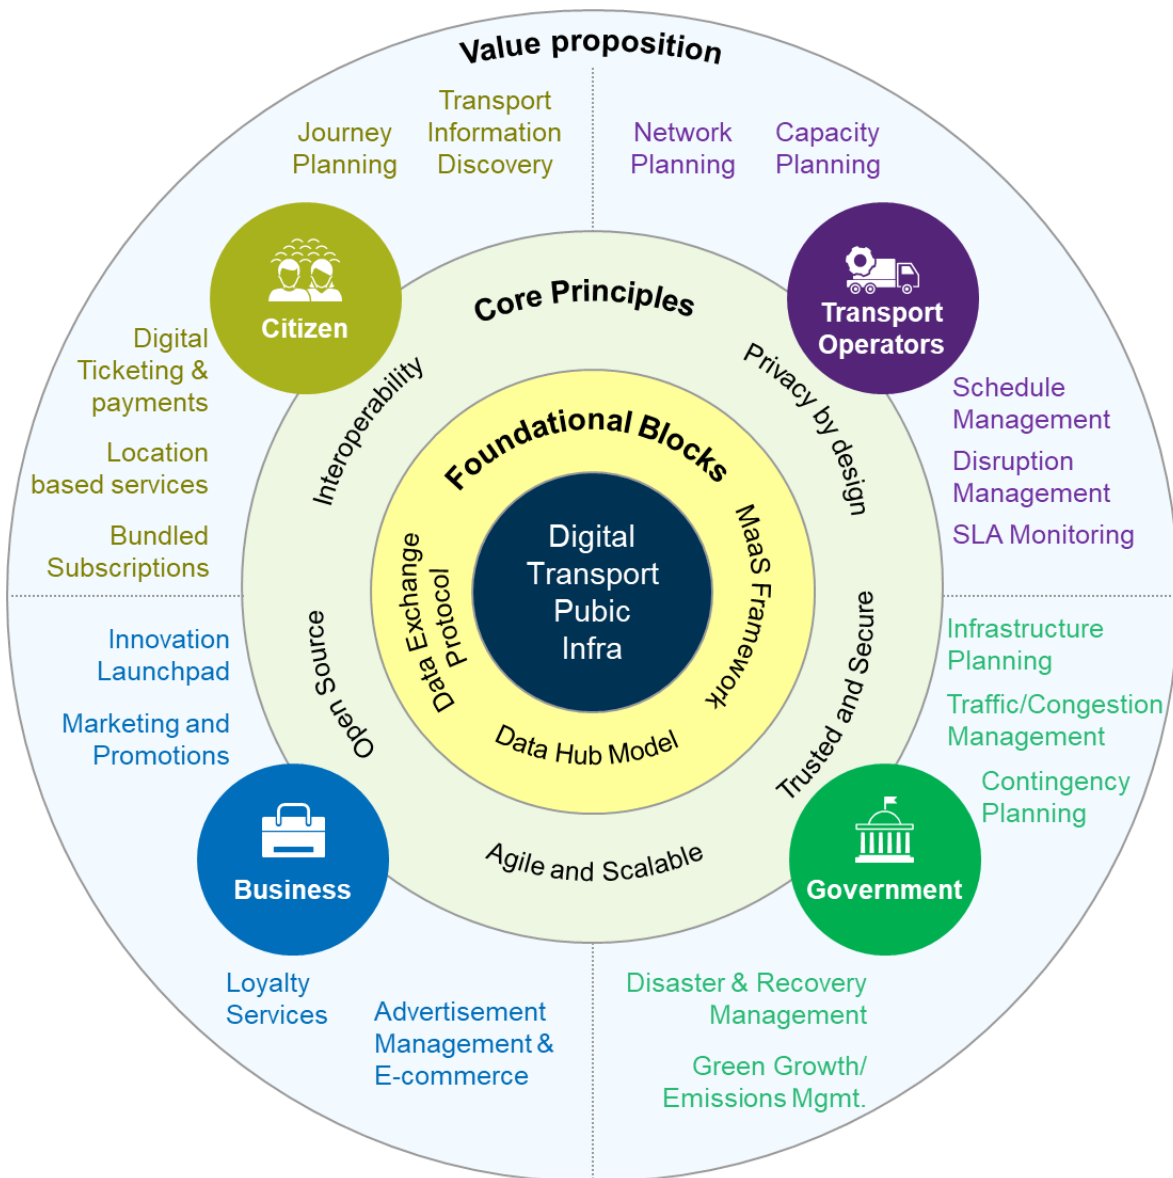 Value proposition
Transport
Information
Discovery
Journey
Planning
Network
Planning
Capacity
Planning
Citizen
Transport
Operators
Digital
Ticketing &
payments
Location
based services
Bundled
Subscriptions
Schedule
Management
Disruption
Management
SLA Monitoring
Core Principles
Interoperability
Privacy by design
Open Source
Trusted and Secure
Agile and Scalable
Foundational Blocks
Data Exchange
Protocol
MaaS Framework
Data Hub Model
Digital
Transport
Pubic
Infra
Innovation
Launchpad
Marketing and
Promotions
Business
Loyalty
Services
Advertisement
Management &
E-commerce
Infrastructure
Planning
Traffic/Congestion
Management
Contingency
Planning
Government
Disaster & Recovery
Management
Green Growth/
Emissions Mgmt.